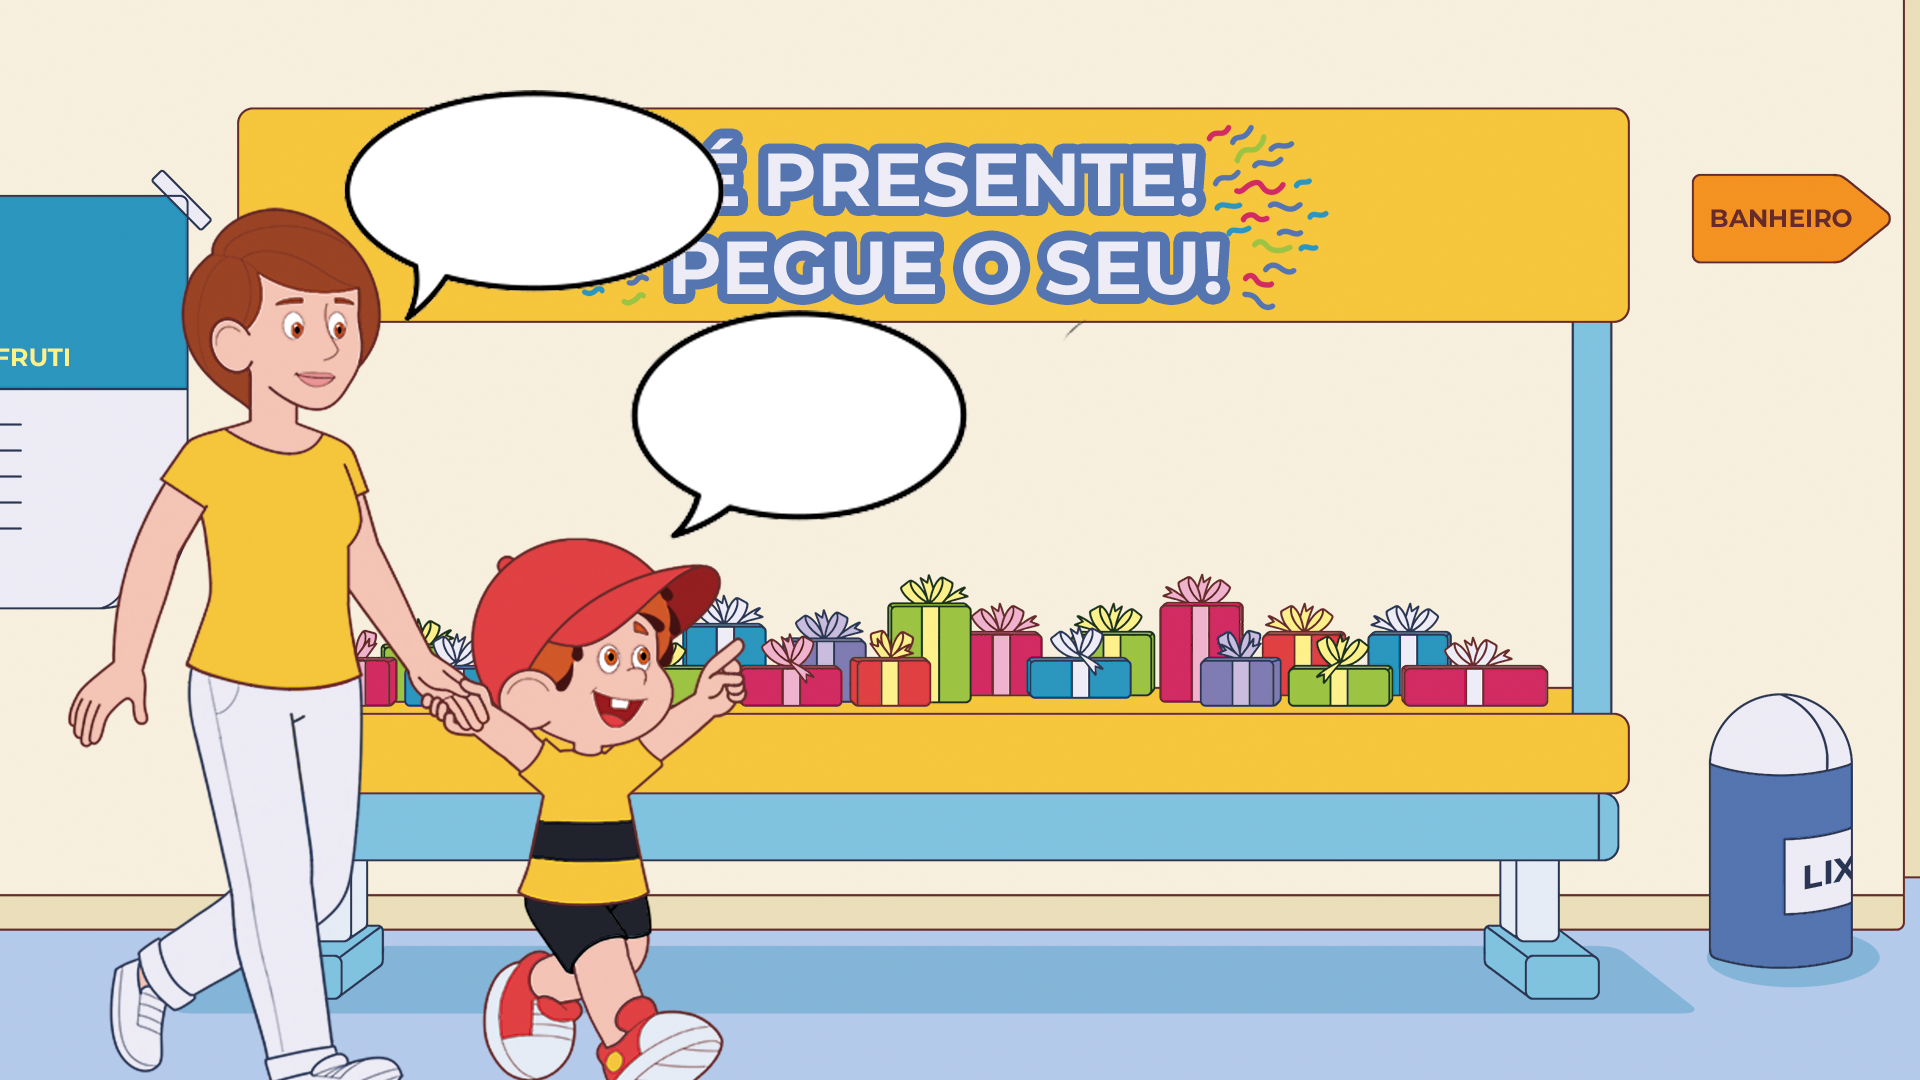 É PRESENTE!
PEGUE O SEU!
BANHEIRO
FRUTI
LIX